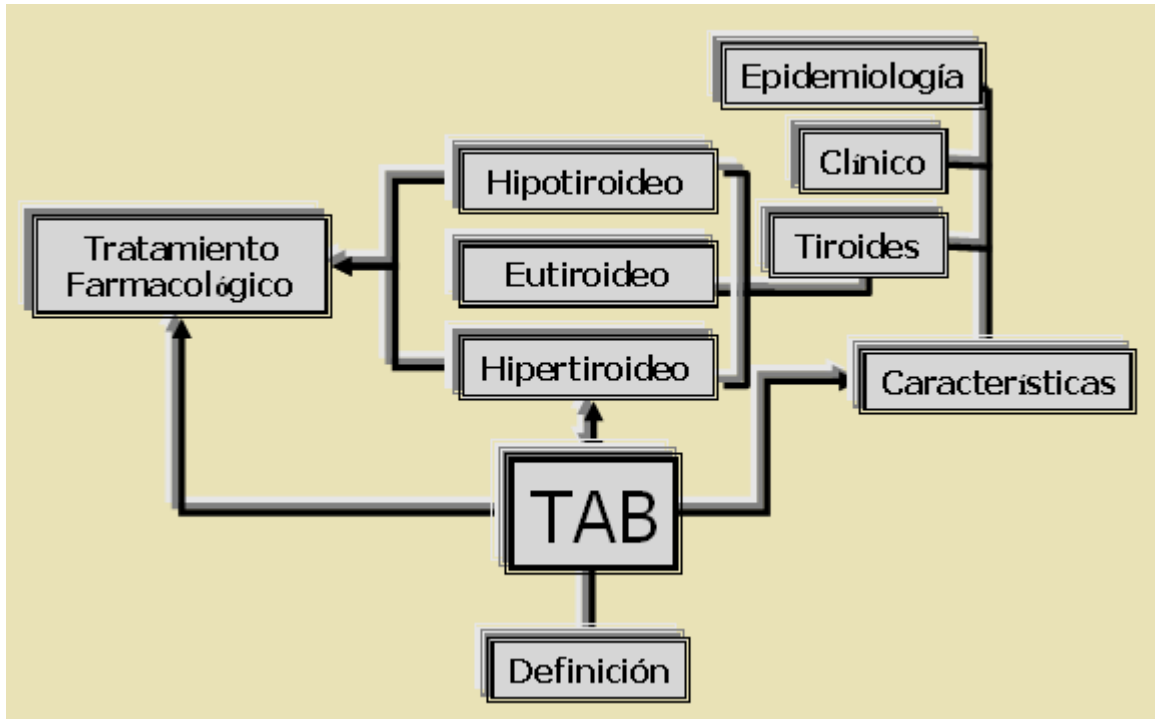 Epidemiología
Clínico
Hipotiroideo
Tiroides
Tratamiento
Farmacológico
Eutiroideo
Hipertiroideo
Características
TAB
Definición